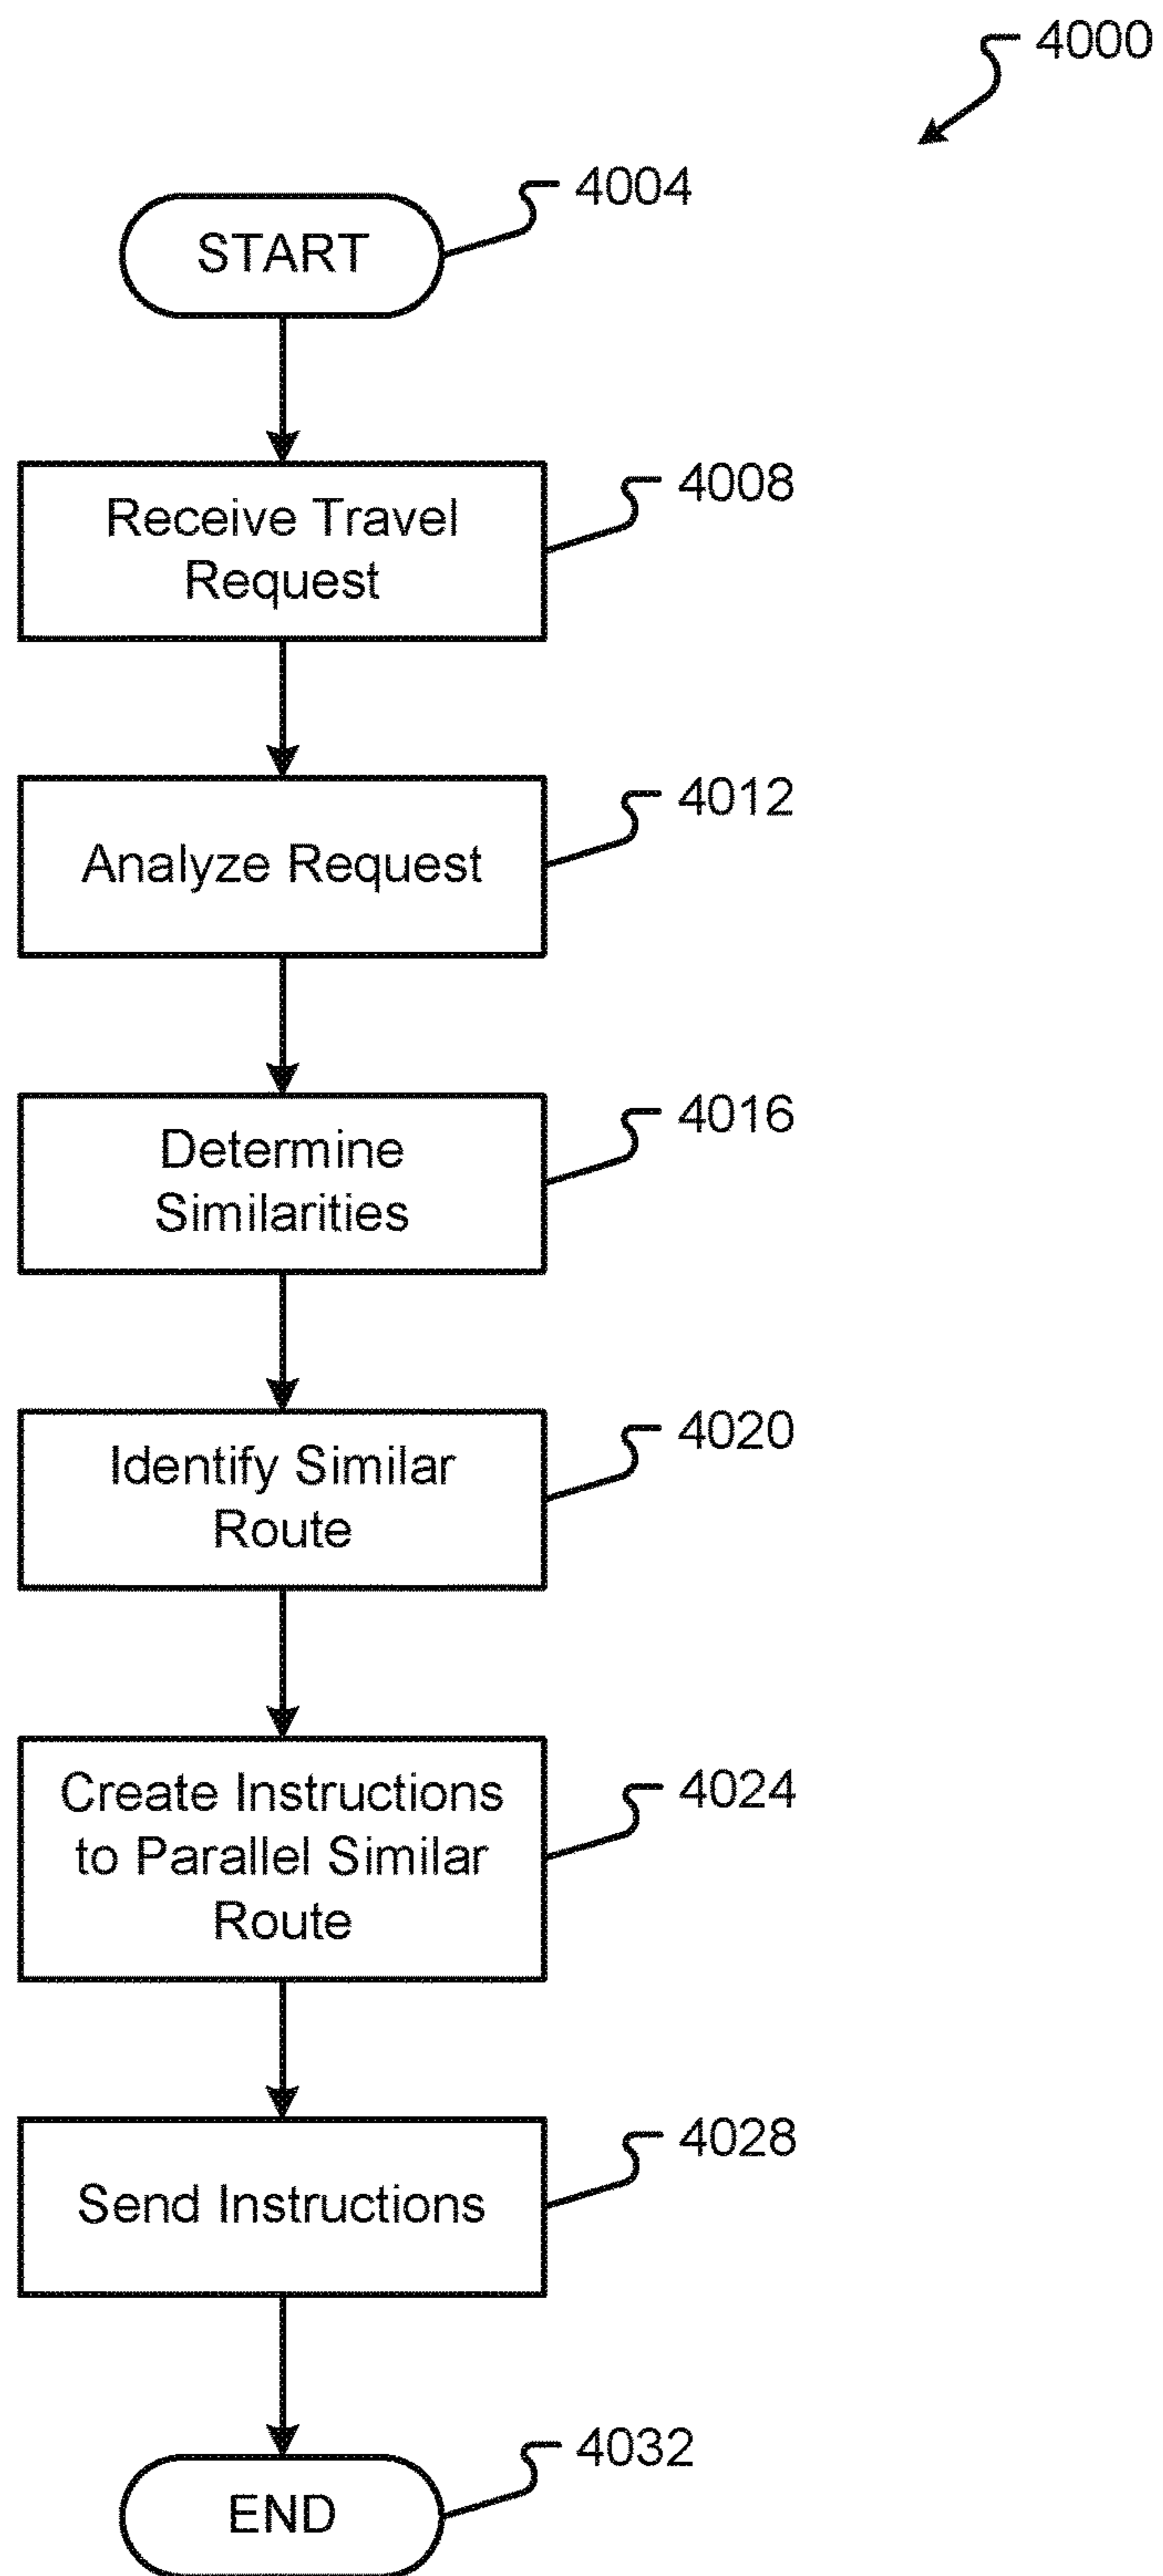 4000
4004
START
4008
Receive Travel
Request
4012
Analyze Request
4016
Determine
Similarities
4020
Identify Similar
Route
4024
Create Instructions
to Parallel Similar
Route
4028
Send Instructions
4032
END